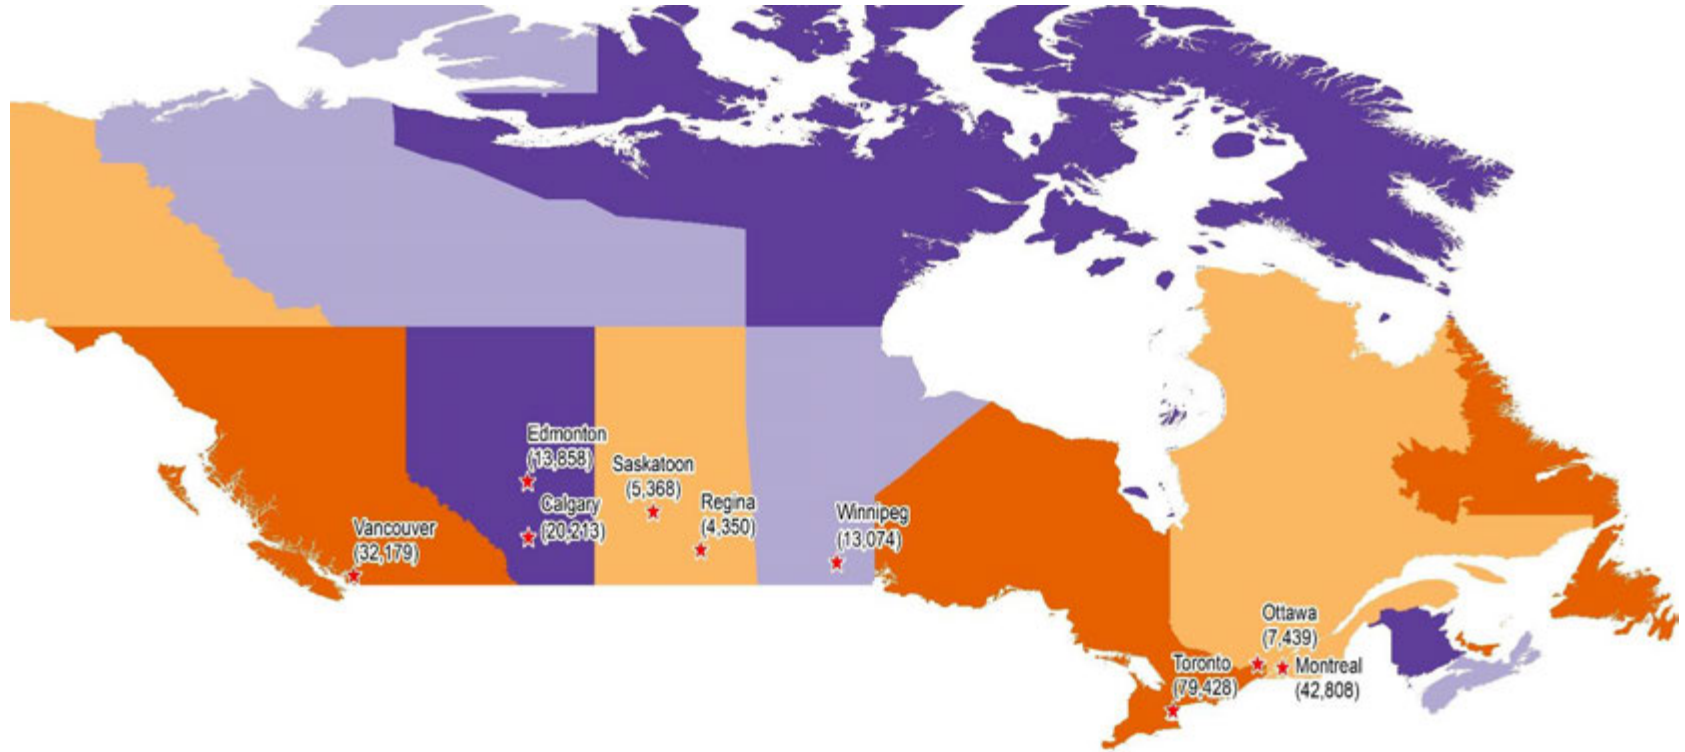 Edmonton
(13,858)
Saskatoon
(5,368)
Calgary
(20,213)
Regina
(4,350)
Vancouver
(32,179)
Winnipeg
(13,074)
Ottawa
(7,439)
Toronto
(79,428)
Montreal
(42,808)